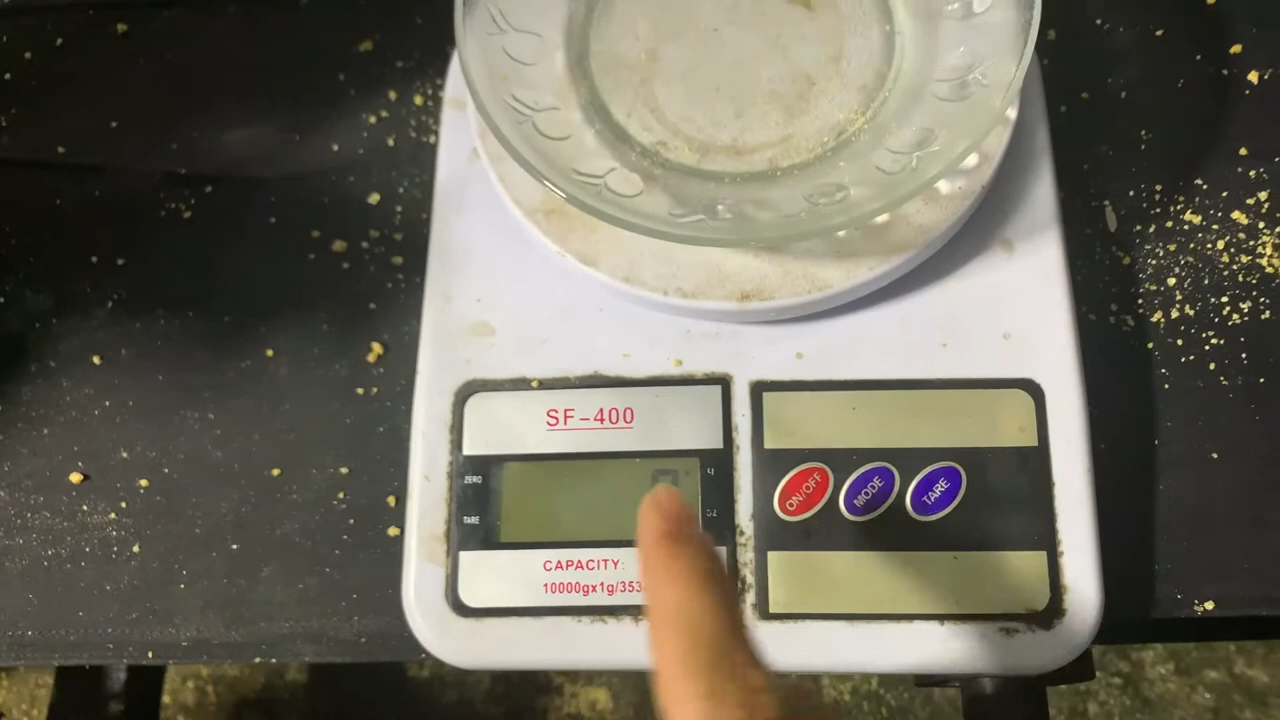 SF-400
ZERO
TARE
CAPACITY:
10000gx1g/353
ON/OFF
MODE
TARE